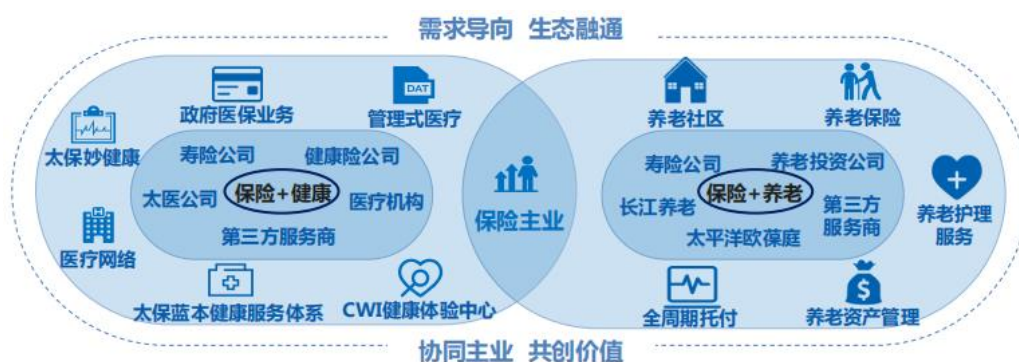 需求导向 生态融通
政府医保业务
管理式医疗
DAT
太保妙健康
寿险公司
健康险公司
太医公司
保险+健康
医疗机构
第三方服务商
医疗网络
太保蓝本健康服务体系
CWI健康体验中心
保险主业
养老社区
养老保险
寿险公司
养老投资公司
长江养老
保险+养老
第三方
服务商
太平洋欧葆庭
养老护理
服务
全周期托付
养老资产管理
协同主业 共创价值